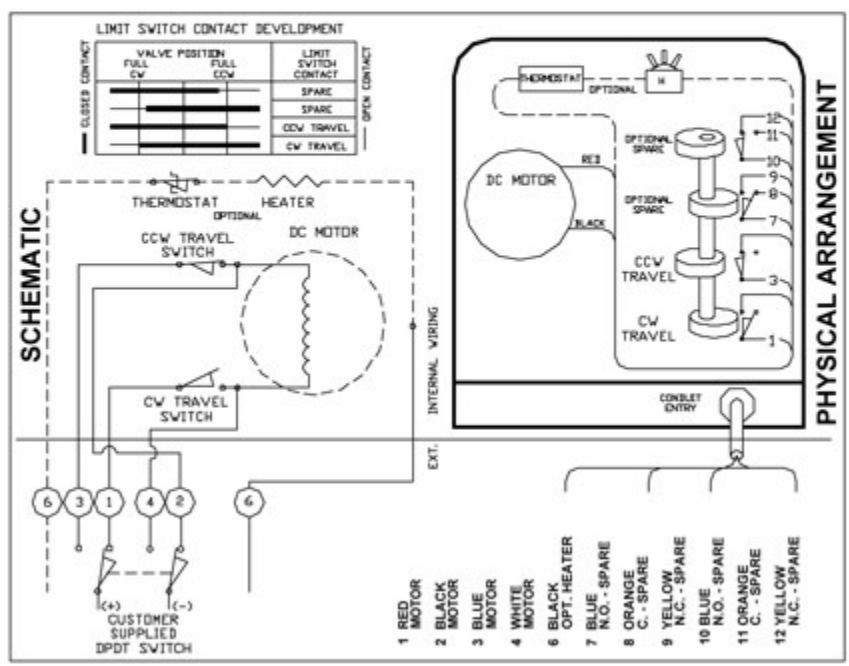 LIMIT SWITCH CONTACT DEVELOPMENT
CLOSED CONTACT
VALVE POSITION
FULL CW
FULL CCW
LIMIT SWITCH CONTACT
SPARE
SPARE
CCW TRAVEL
CW TRAVEL
OPEN CONTACT
SCHEMATIC
THERMOSTAT
HEATER
OPTIONAL
CCW TRAVEL
SWITCH
DC MOTOR
CW TRAVEL
SWITCH
INTERNAL WIRING
EXT.
6
3
1
4
2
6
(+)
(-)
CUSTOMER
SUPPLIED
DPDT SWITCH
PHYSICAL ARRANGEMENT
THERMOSTAT
OPTIONAL
H
DC MOTOR
RED
BLACK
OPTIONAL
SPARE
OPTIONAL
SPARE
CCW
TRAVEL
CW
TRAVEL
12
11
10
9
8
7
3
1
CONDUIT
ENTRY
1 RED
MOTOR
2 BLACK
MOTOR
3 BLUE
MOTOR
4 WHITE
MOTOR
6 BLACK
OPT. HEATER
7 BLUE
N.O. - SPARE
8 ORANGE
C. - SPARE
9 YELLOW
N.C. - SPARE
10 BLUE
N.O. - SPARE
11 ORANGE
C. - SPARE
12 YELLOW
N.C. - SPARE